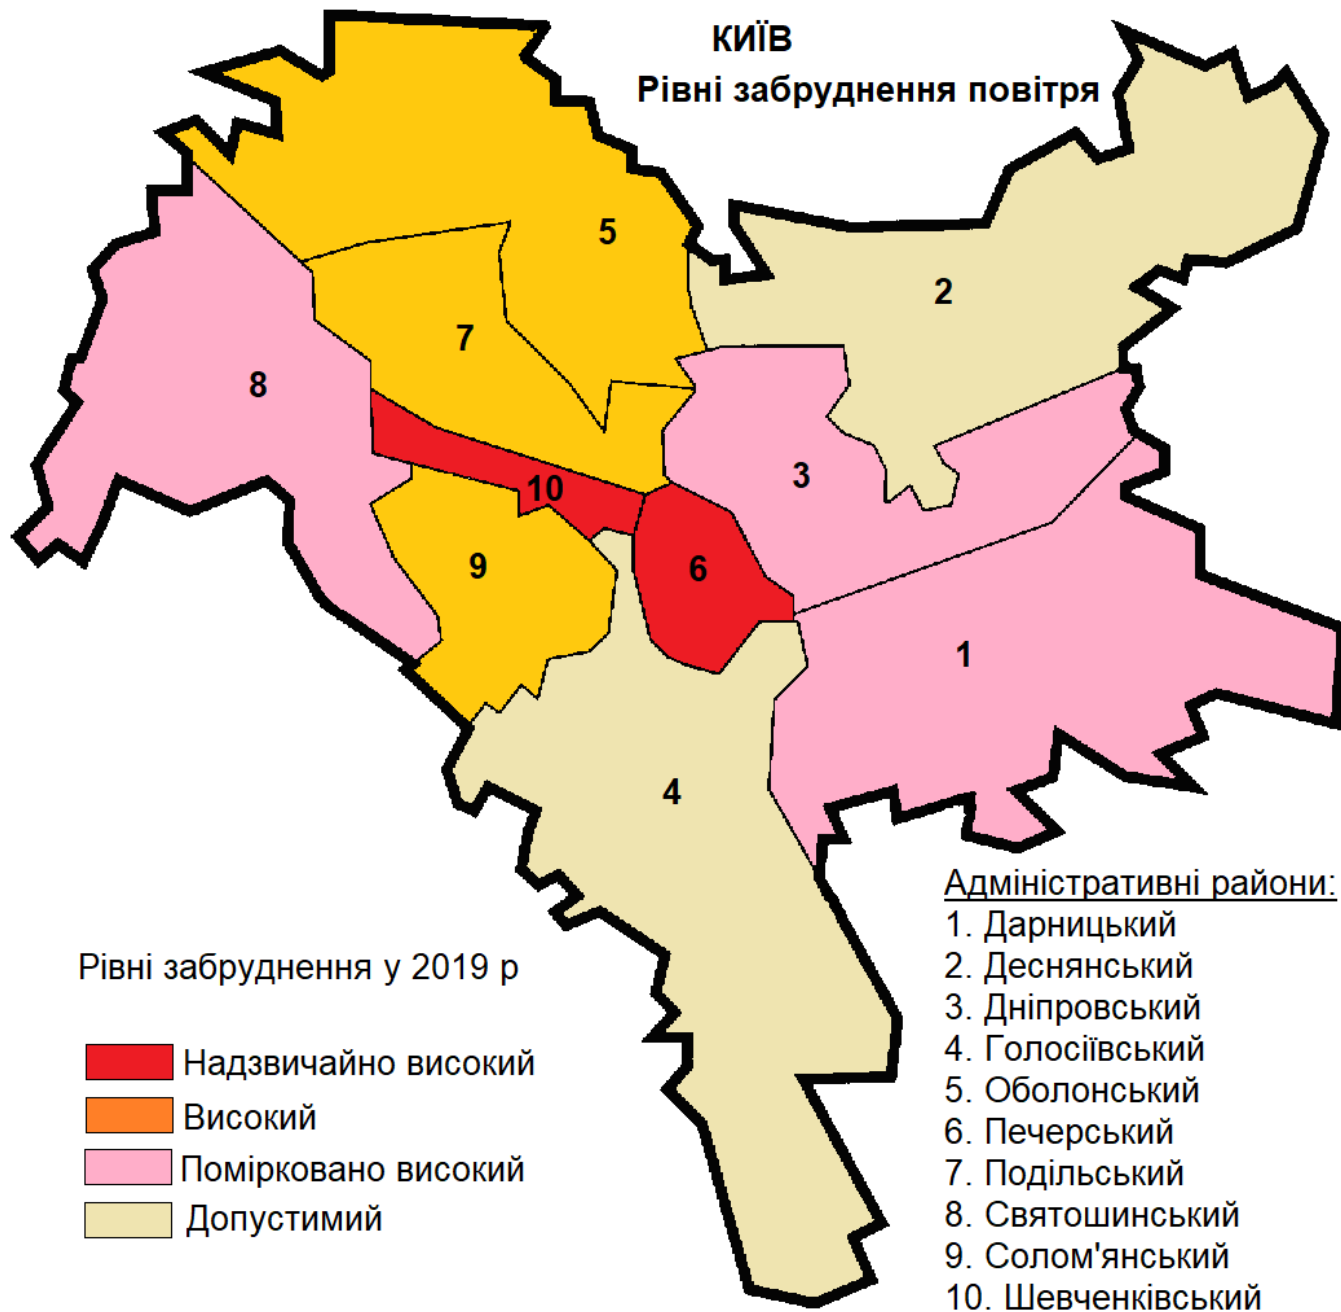 КИЇВ
Рівні забруднення повітря
5
2
7
8
3
10
9
6
1
4
Адміністративні райони:
1. Дарницький
2. Деснянський
3. Дніпровський
4. Голосіївський
5. Оболонський
6. Печерський
7. Подільський
8. Святошинський
9. Солом'янський
10. Шевченківський
Рівні забруднення у 2019 р
Надзвичайно високий
Високий
Помірковано високий
Допустимий